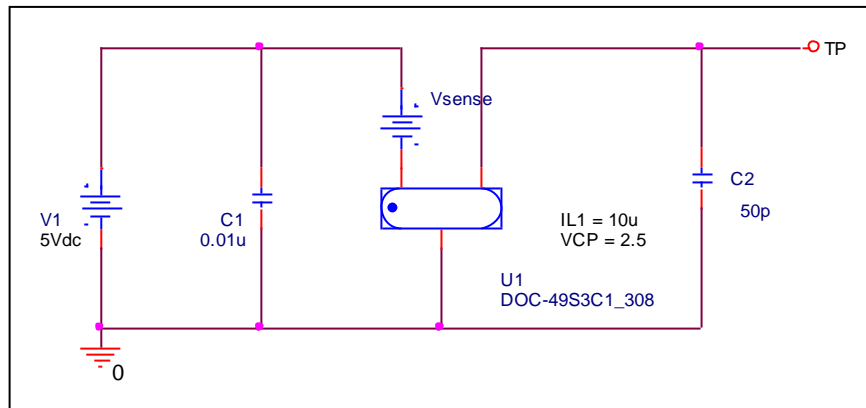 TP
Vsense
V1
5Vdc
C1
0.01u
IL1 = 10u
VCP = 2.5
C2
50p
U1
DOC-49S3C1_308
0